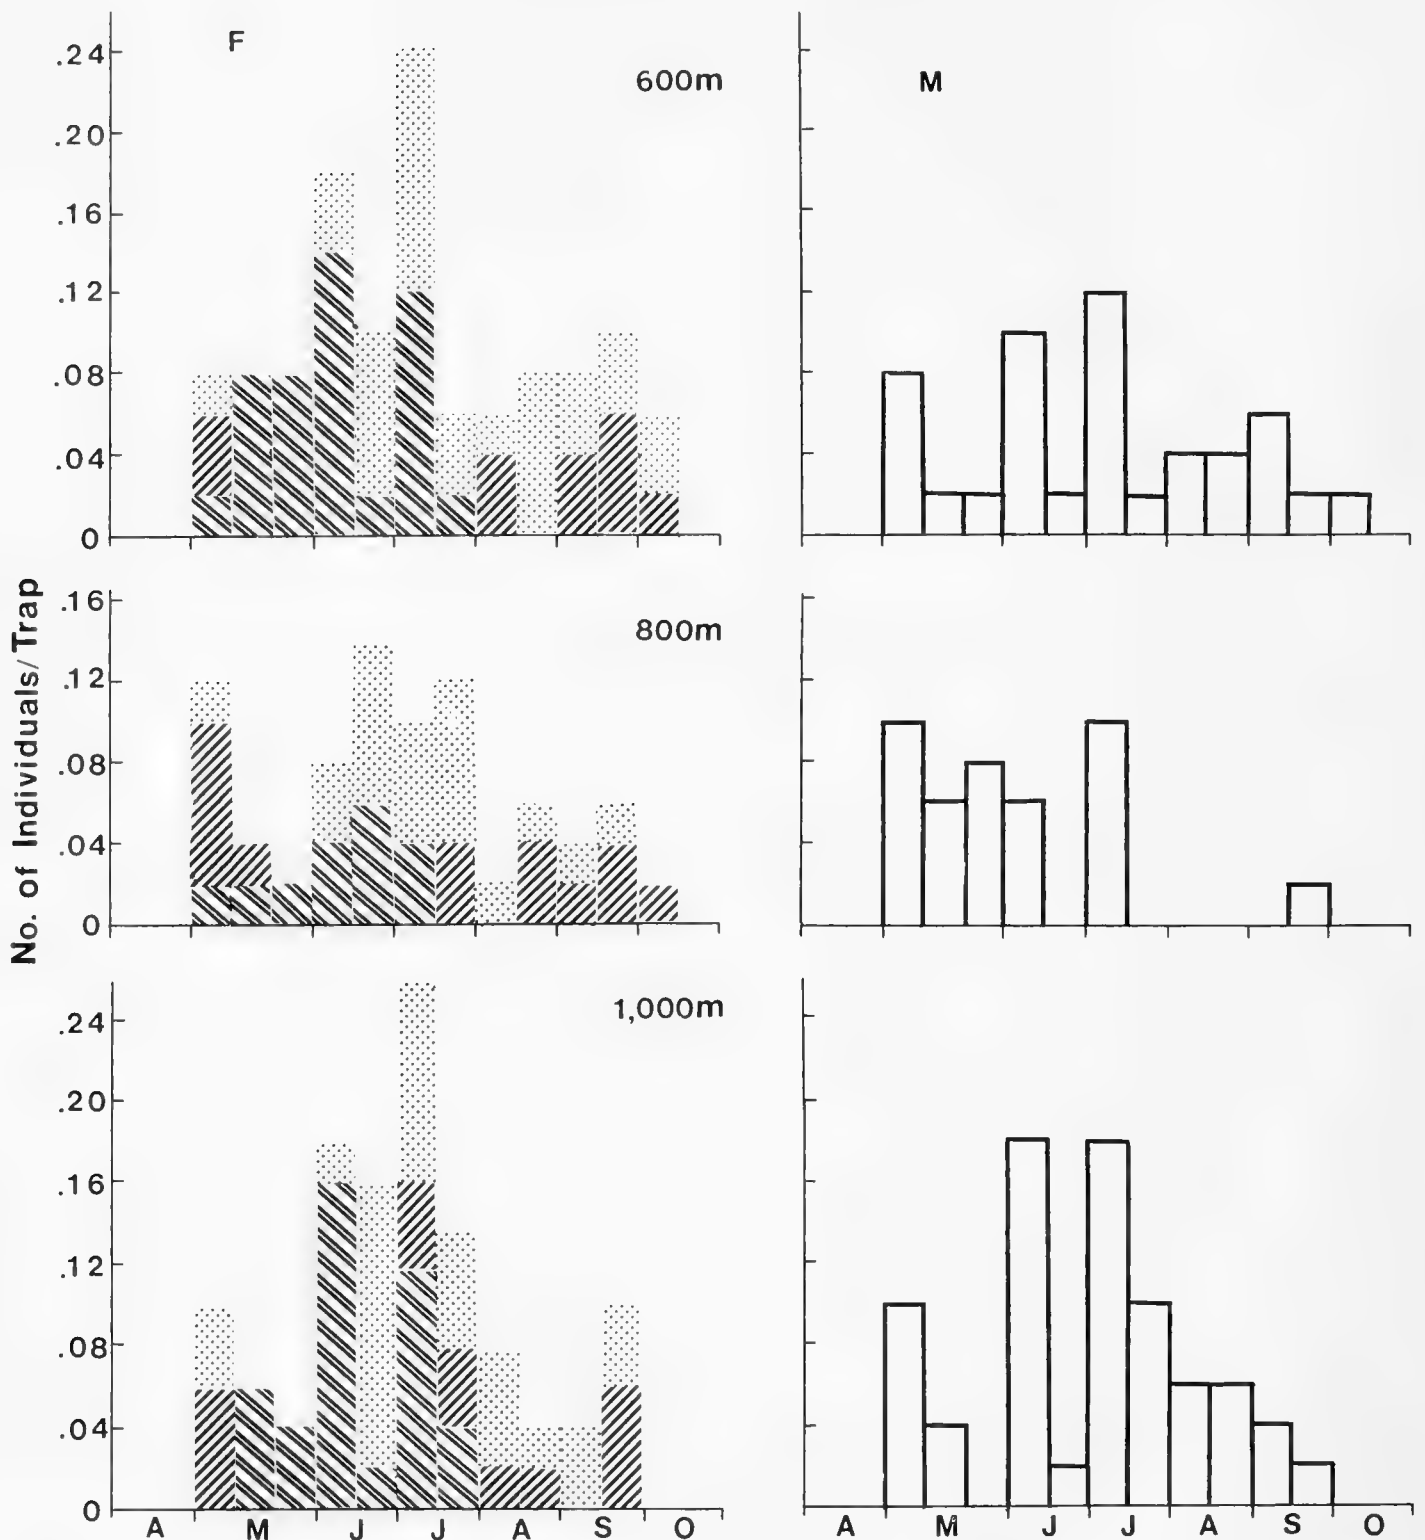 F
M
600m
.24
.20
.16
.12
.08
.04
0
No. of Individuals/Trap
800m
.16
.12
.08
.04
0
1,000m
.24
.20
.16
.12
.08
.04
0
A M J J A S O
A M J J A S O